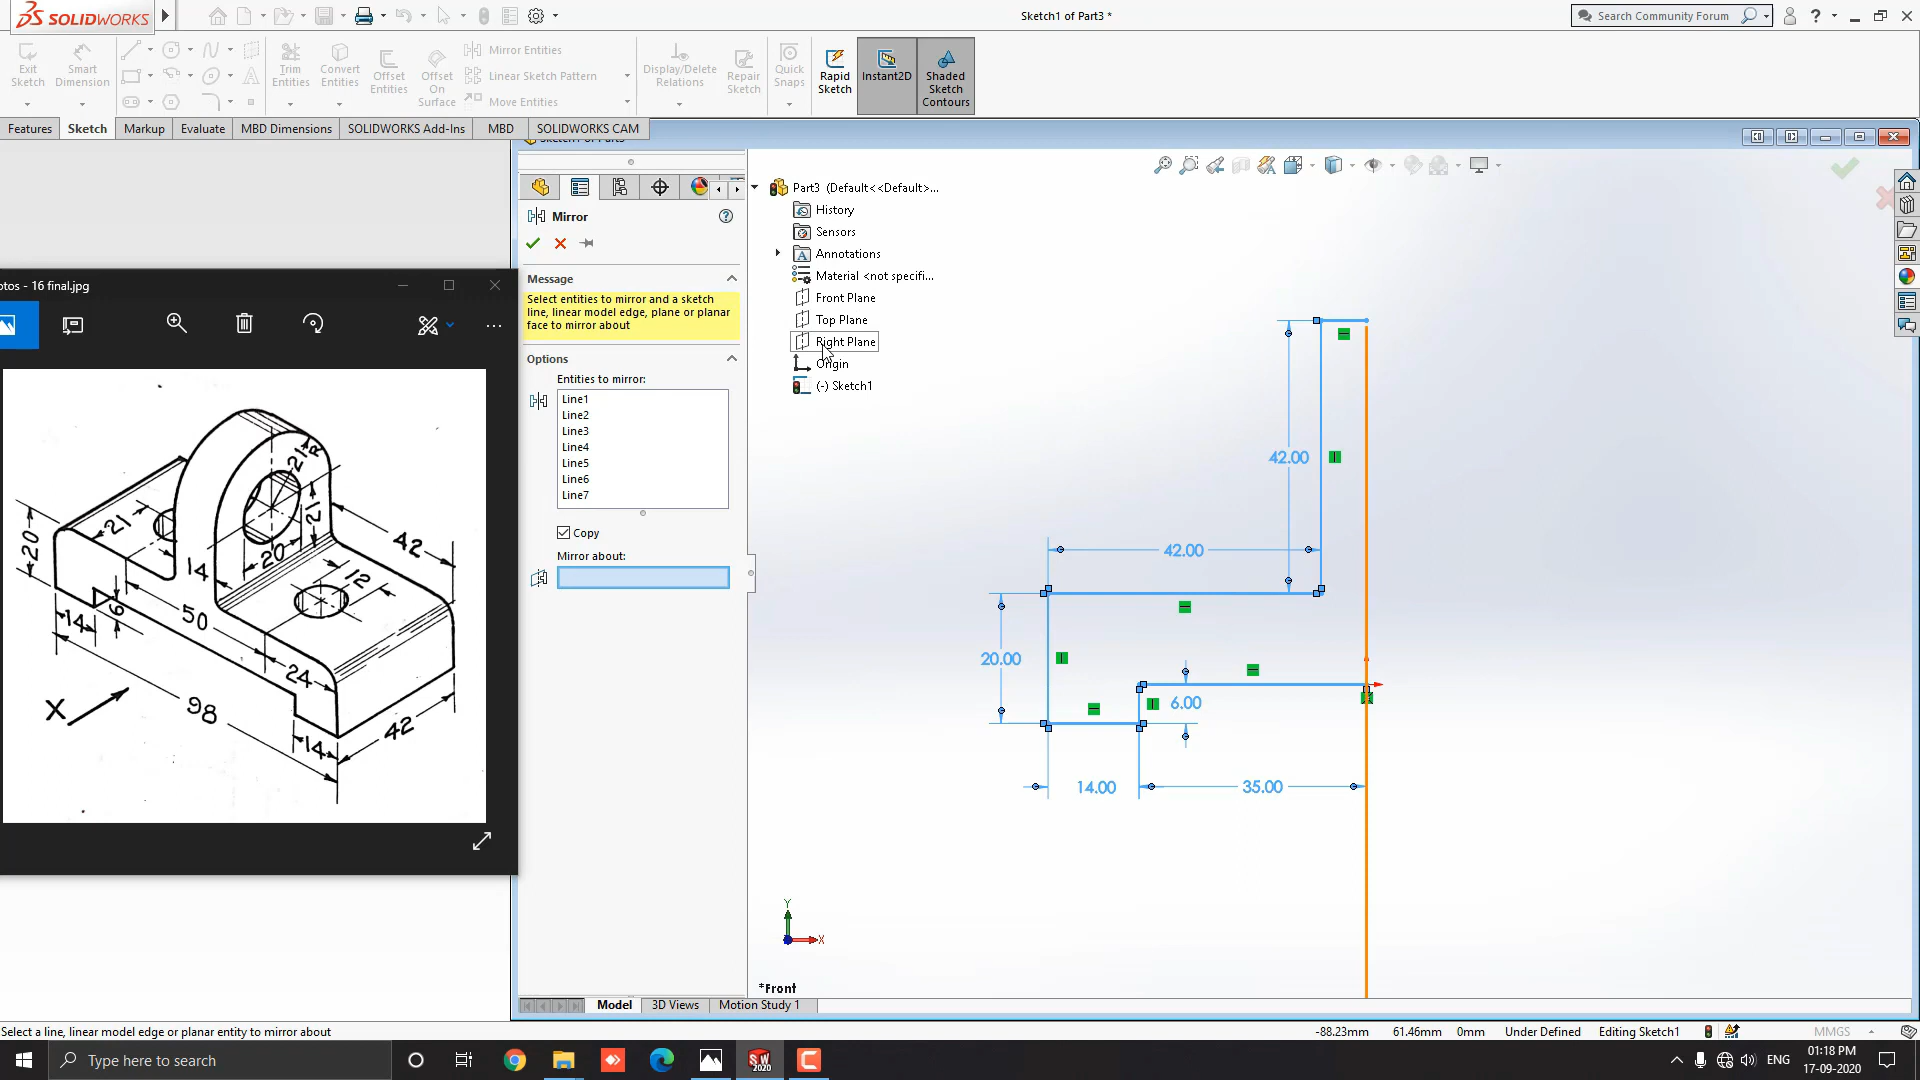 SOLIDWORKS
Sketch1 of Part3 *
Search Community Forum
Exit Sketch
Smart Dimension
Trim Entities
Convert Entities
Offset Entities
Offset On Surface
Mirror Entities
Linear Sketch Pattern
Move Entities
Display/Delete Relations
Repair Sketch
Quick Snaps
Rapid Sketch
Instant2D
Shaded Sketch Contours
Features
Sketch
Markup
Evaluate
MBD Dimensions
SOLIDWORKS Add-Ins
MBD
SOLIDWORKS CAM
otos - 16 final.jpg
20
21
14
50
6
14
98
X
21 R
21
20
42
12
24
14
42
Mirror
Message
Select entities to mirror and a sketch
line, linear model edge, plane or planar
face to mirror about
Options
Entities to mirror:
Line1
Line2
Line3
Line4
Line5
Line6
Line7
Copy
Mirror about:
Part3 (Default<<Default>...
History
Sensors
Annotations
Material <not specifi...
Front Plane
Top Plane
Right Plane
Origin
(-) Sketch1
42.00
42.00
20.00
6.00
14.00
35.00
Y
X
*Front
Model
3D Views
Motion Study 1
Select a line, linear model edge or planar entity to mirror about
-88.23mm
61.46mm
0mm
Under Defined
Editing Sketch1
MMGS
Type here to search
SW
2020
ENG
01:18 PM
17-09-2020